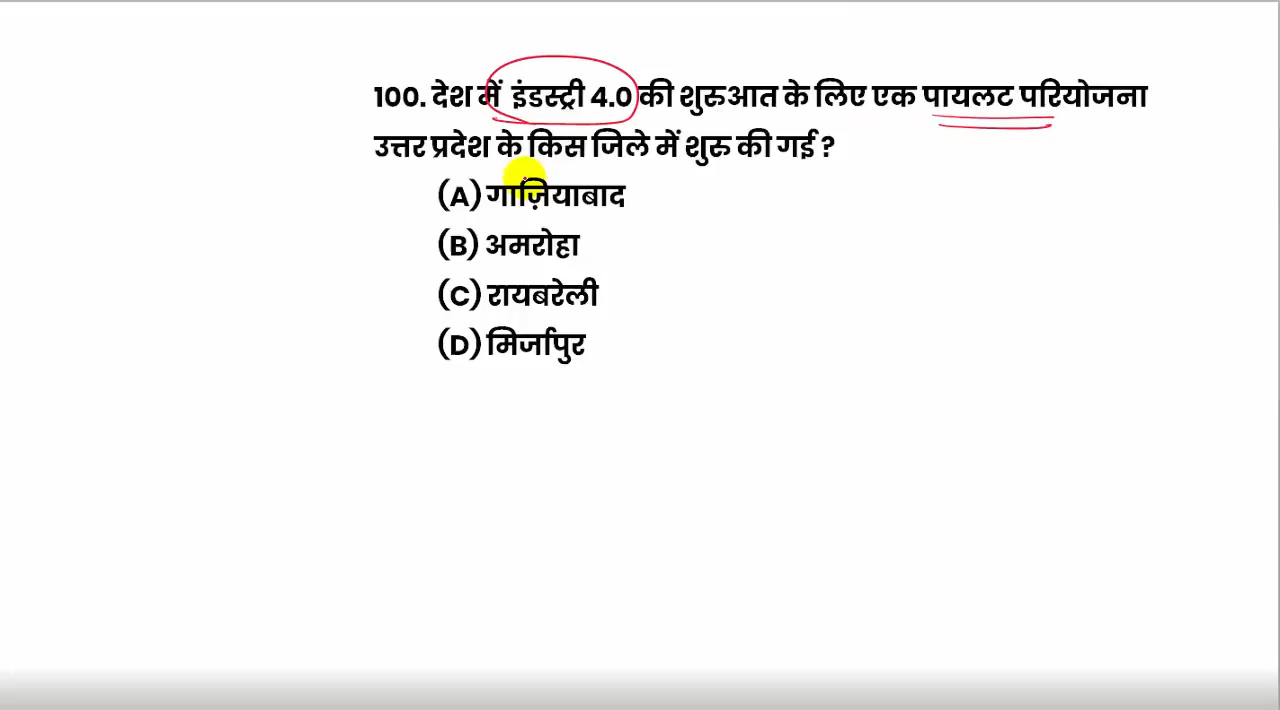 100. देश में इंडस्ट्री 4.0 की शुरुआत के लिए एक पायलट परियोजना
उत्तर प्रदेश के किस जिले में शुरु की गई ?
(A) गाज़ियाबाद
(B) अमरोहा
(C) रायबरेली
(D) मिर्जापुर